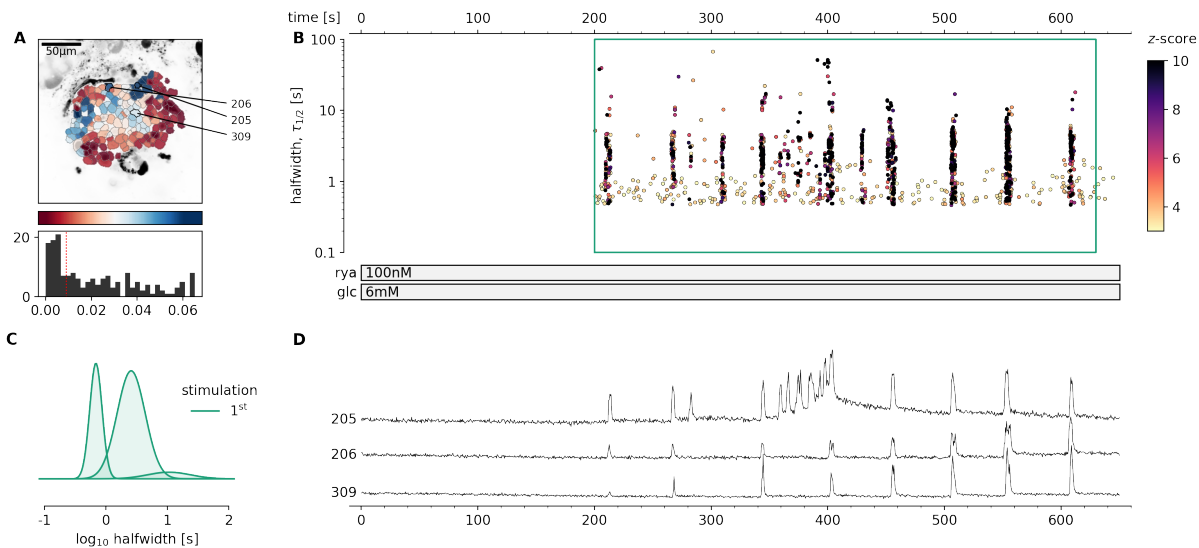 time [s] 0 100 200 300 400 500 600
A
50µm
206
205
309
20
0
0.00 0.02 0.04 0.06
B
halfwidth, τ1/2 [s]
100
10
1
0.1
z-score
10
8
6
4
rya 100nM
glc 6mM
C
stimulation
1st
-1 0 1 2
log10 halfwidth [s]
D
205
206
309
0 100 200 300 400 500 600